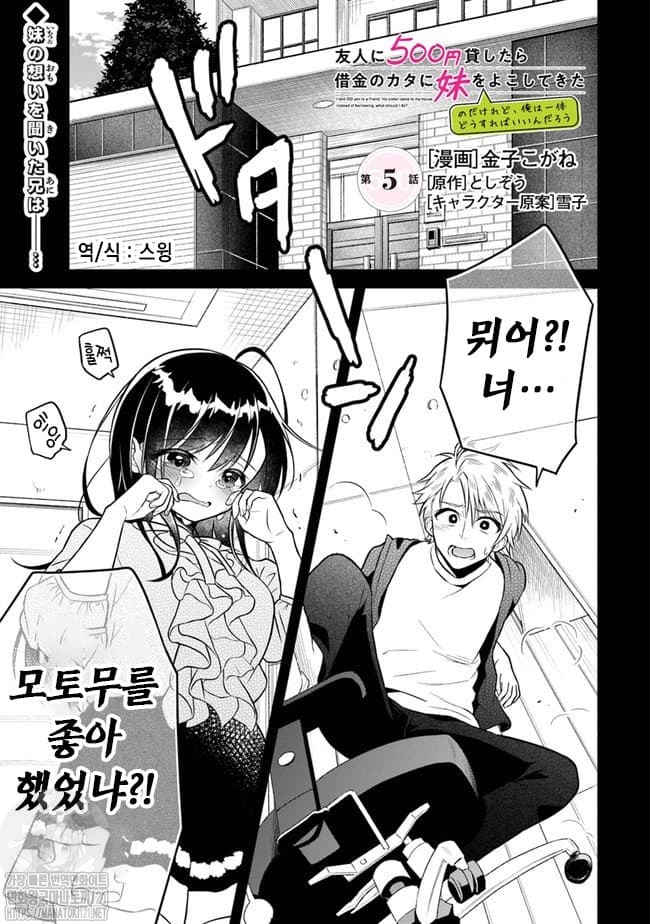 ◆妹の想いを聞いた兄は――…
友人に500円貸したら
借金のカタに妹をよこしてきた
のだけれど、俺は一体
どうすればいいんだろう
第5話
[漫画]金子こがね
[原作]としぞう
[キャラクター原案]雪子
역/식 : 스윙
ドタドタ
뭐어?!
너…
훌쩍
모토무를
좋아
했었냐?!
HTTPS://MANATOKI121.NET